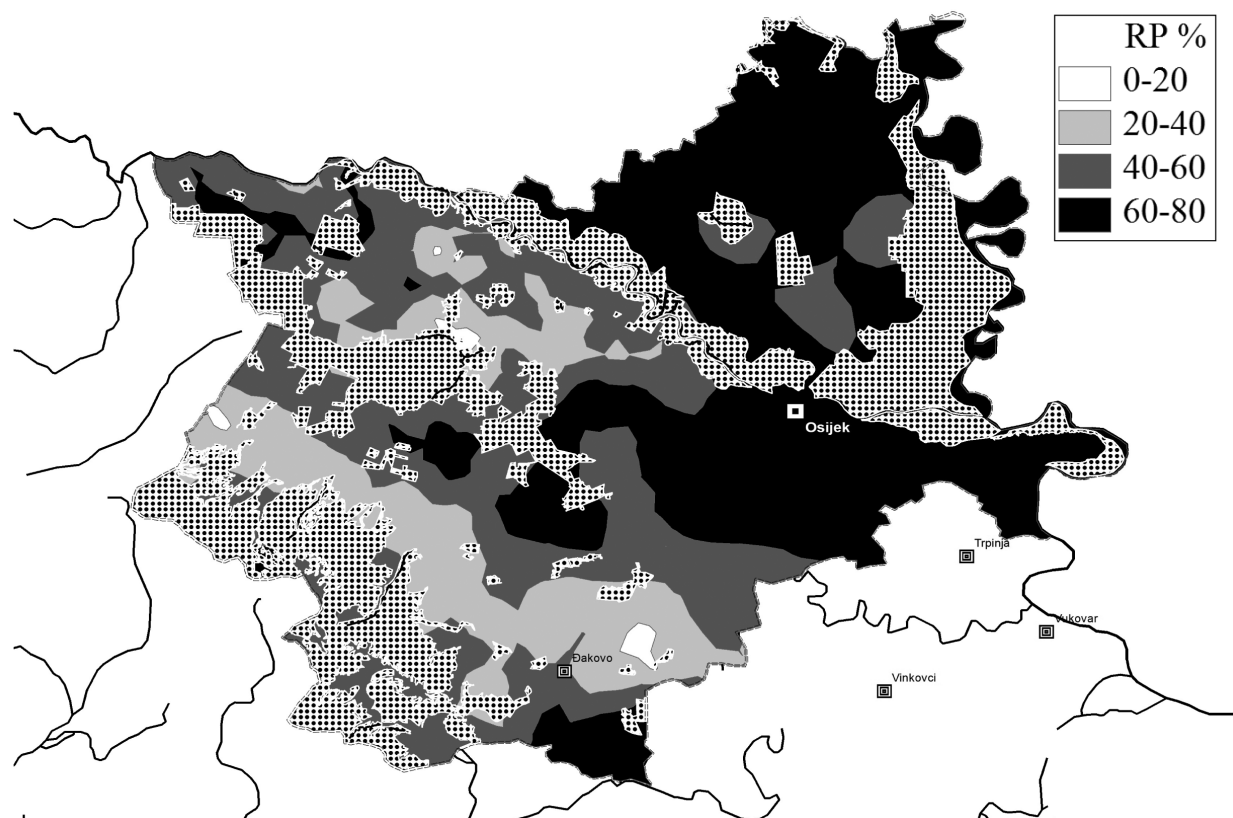 RP %
0-20
20-40
40-60
60-80
Osijek
Trpinja
Vukovar
Đakovo
Vinkovci